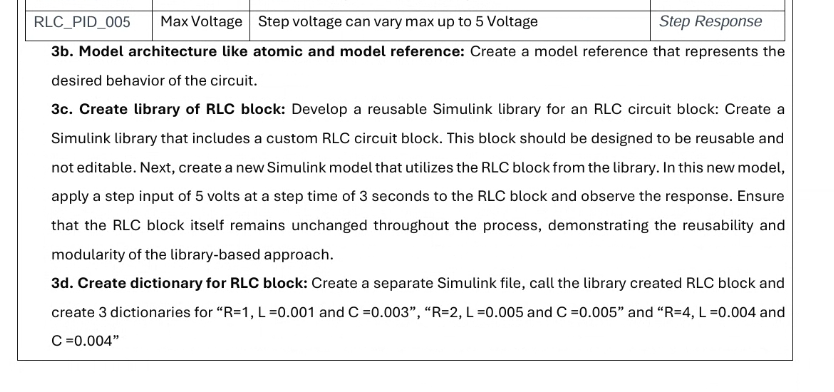 RLC_PID_005 Max Voltage Step voltage can vary max up to 5 Voltage Step Response
3b. Model architecture like atomic and model reference: Create a model reference that represents the
desired behavior of the circuit.
3c. Create library of RLC block: Develop a reusable Simulink library for an RLC circuit block: Create a
Simulink library that includes a custom RLC circuit block. This block should be designed to be reusable and
not editable. Next, create a new Simulink model that utilizes the RLC block from the library. In this new model,
apply a step input of 5 volts at a step time of 3 seconds to the RLC block and observe the response. Ensure
that the RLC block itself remains unchanged throughout the process, demonstrating the reusability and
modularity of the library-based approach.
3d. Create dictionary for RLC block: Create a separate Simulink file, call the library created RLC block and
create 3 dictionaries for “R=1, L =0.001 and C =0.003”, “R=2, L =0.005 and C =0.005” and “R=4, L =0.004 and
C =0.004”